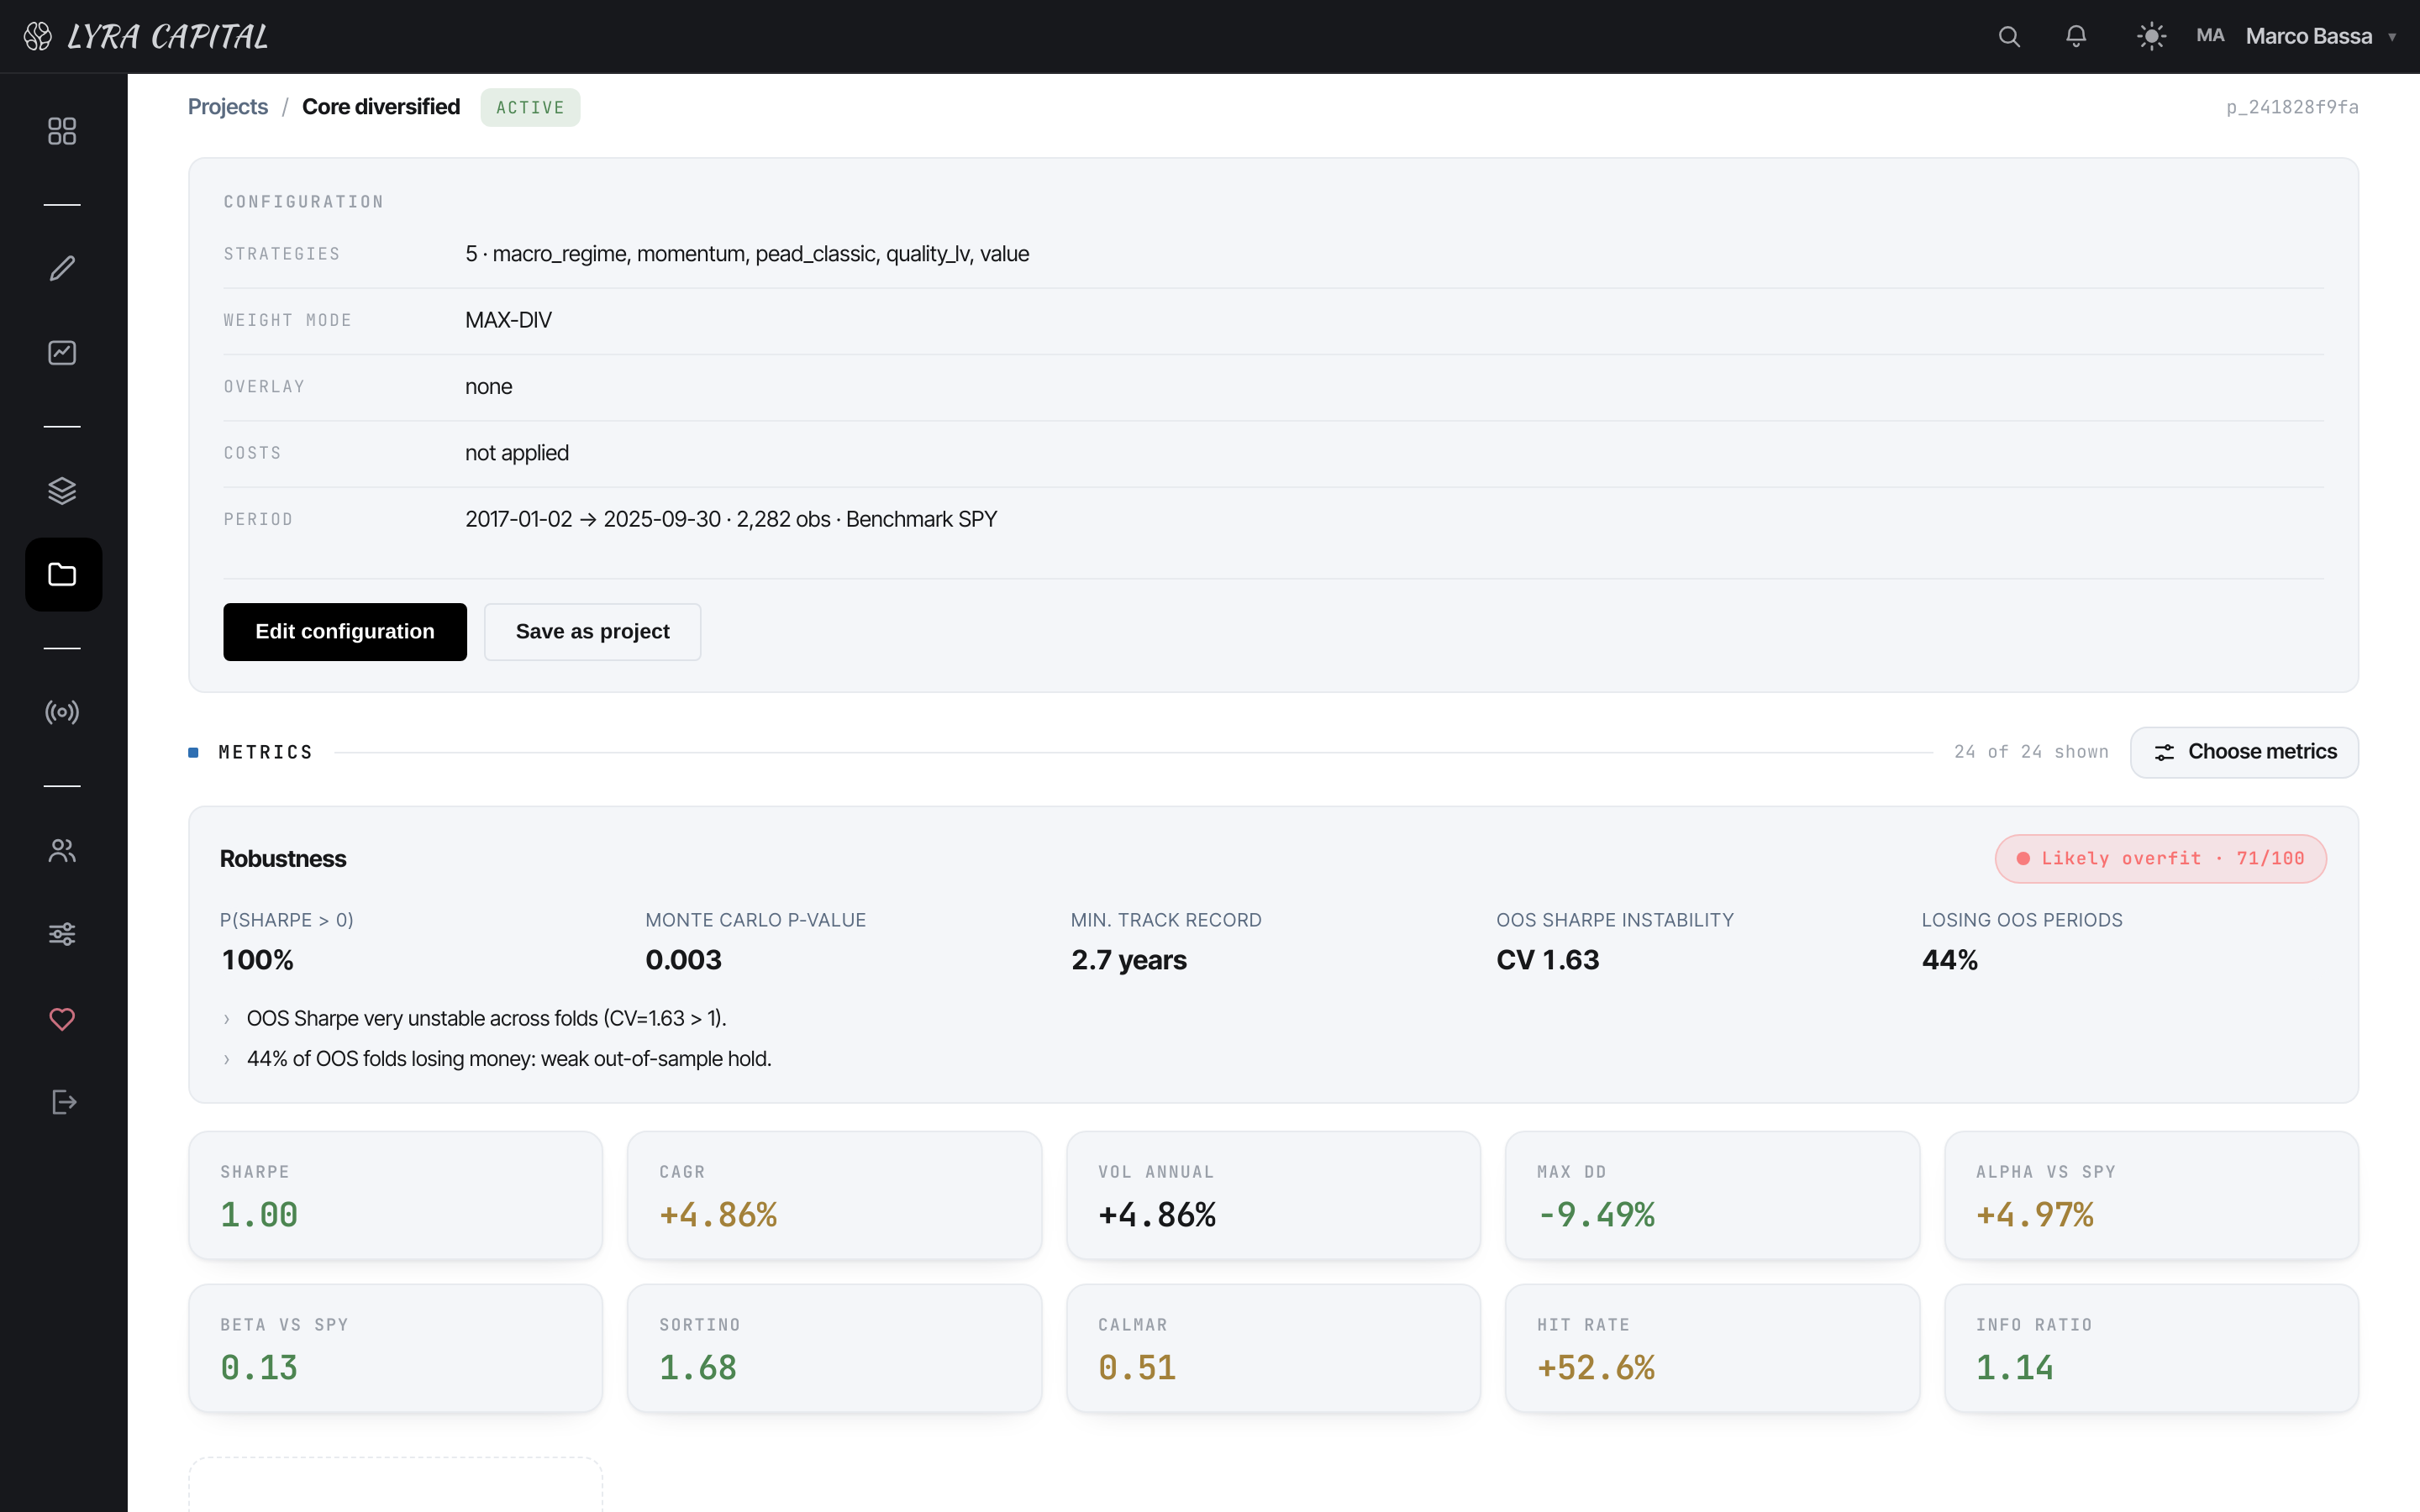 LYRA CAPITAL
MA Marco Bassa ▾
Projects / Core diversified ACTIVE p_241828f9fa
CONFIGURATION
STRATEGIES 5 · macro_regime, momentum, pead_classic, quality_lv, value
WEIGHT MODE MAX-DIV
OVERLAY none
COSTS not applied
PERIOD 2017-01-02 → 2025-09-30 · 2,282 obs · Benchmark SPY
Edit configuration Save as project
METRICS 24 of 24 shown Choose metrics
Robustness Likely overfit · 71/100
P(SHARPE > 0) MONTE CARLO P-VALUE MIN. TRACK RECORD OOS SHARPE INSTABILITY LOSING OOS PERIODS
100% 0.003 2.7 years CV 1.63 44%
› OOS Sharpe very unstable across folds (CV=1.63 > 1).
› 44% of OOS folds losing money: weak out-of-sample hold.
SHARPE CAGR VOL ANNUAL MAX DD ALPHA VS SPY
1.00 +4.86% +4.86% -9.49% +4.97%
BETA VS SPY SORTINO CALMAR HIT RATE INFO RATIO
0.13 1.68 0.51 +52.6% 1.14